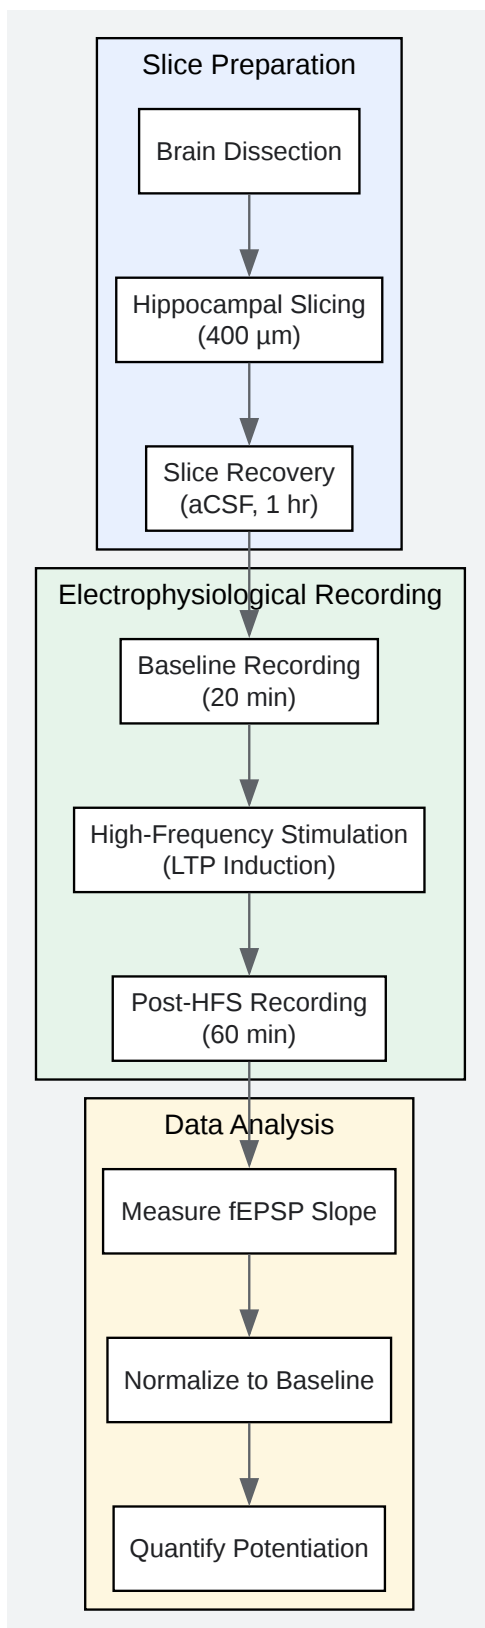 Slice Preparation
Brain Dissection
Hippocampal Slicing
(400 µm)
Slice Recovery
(aCSF, 1 hr)
Electrophysiological Recording
Baseline Recording
(20 min)
High-Frequency Stimulation
(LTP Induction)
Post-HFS Recording
(60 min)
Data Analysis
Measure fEPSP Slope
Normalize to Baseline
Quantify Potentiation